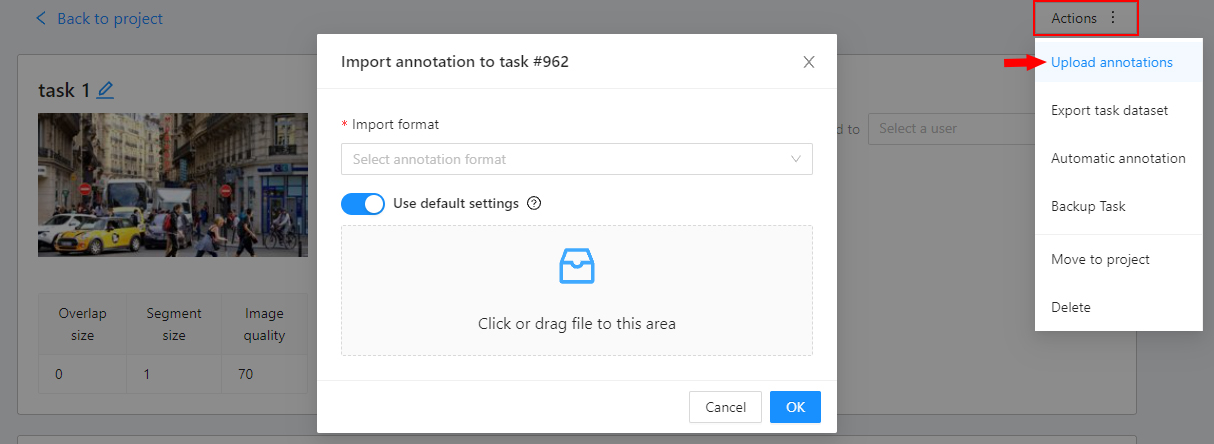 Back to project
Actions
Import annotation to task #962
Upload annotations
task 1
Export task dataset
* Import format
d to
Select a user
Select annotation format
Automatic annotation
Use default settings
Backup Task
Move to project
Overlap size
Segment size
Image quality
Click or drag file to this area
Delete
0
1
70
Cancel
OK